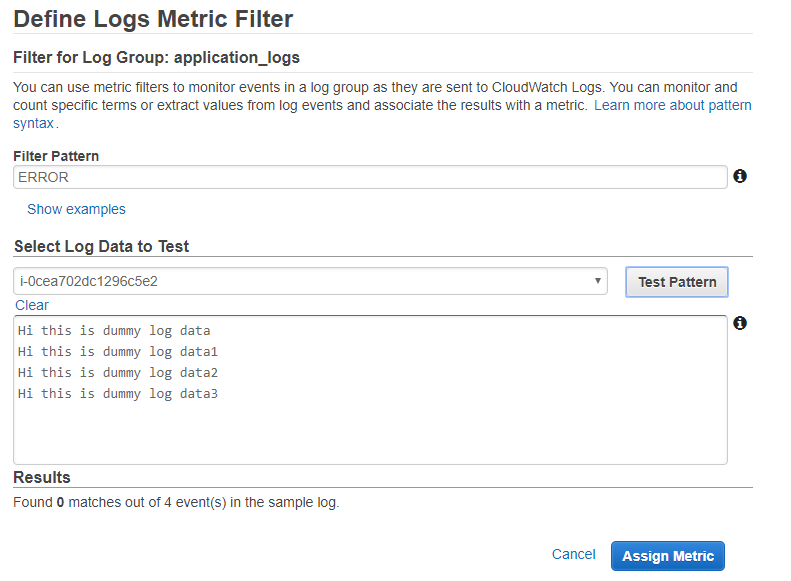 Define Logs Metric Filter
Filter for Log Group: application_logs
You can use metric filters to monitor events in a log group as they are sent to CloudWatch Logs. You can monitor and
count specific terms or extract values from log events and associate the results with a metric. Learn more about pattern
syntax.
Filter Pattern
ERROR
Show examples
Select Log Data to Test
i-0cea702dc1296c5e2
Test Pattern
Clear
Hi this is dummy log data
Hi this is dummy log data1
Hi this is dummy log data2
Hi this is dummy log data3
Results
Found 0 matches out of 4 event(s) in the sample log.
Cancel Assign Metric